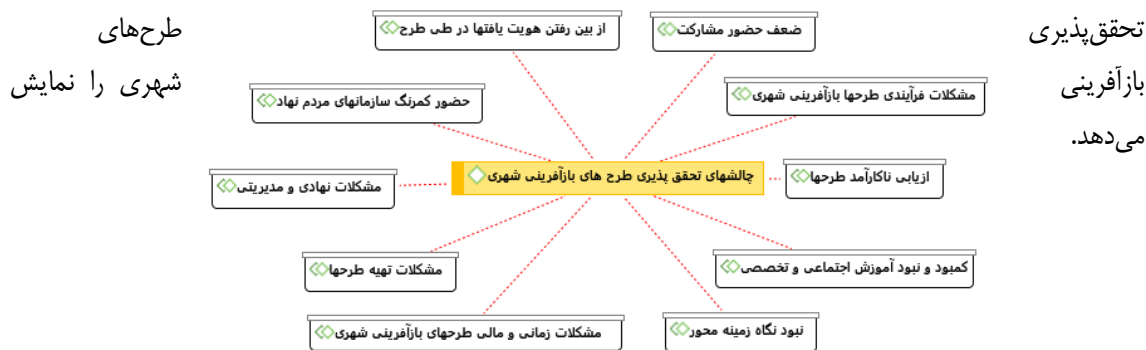 تحقق‌پذیری طرح‌های
بازآفرینی شهری را نمایش
می‌دهد.
ضعف حضور مشارکت
از بین رفتن هویت یافتها در طی طرح
مشکلات فرآیندی طرحها بازآفرینی شهری
حضور کمرنگ سازمانهای مردم نهاد
چالشهای تحقق پذیری طرح های بازآفرینی شهری
ازیابی ناکارآمد طرحها
مشکلات نهادی و مدیریتی
کمبود و نبود آموزش اجتماعی و تخصصی
مشکلات تهیه طرحها
نبود نگاه زمینه محور
مشکلات زمانی و مالی طرحهای بازآفرینی شهری